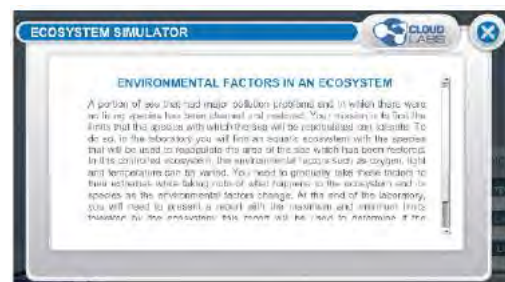 ECOSYSTEM SIMULATOR
CLOUD
LABS
ENVIRONMENTAL FACTORS IN AN ECOSYSTEM
A portion of sea that had major pollution problems and in which there were
no living species has been cleaned and restored. Your mission is to find the
limits that the species with which the sea will be repopulated can tolerate. To
do so, in the laboratory you will find an aquatic ecosystem with the species
that will be used to repopulate the area of the sea which has been restored.
In this controlled ecosystem, the environmental factors such as oxygen, light
and temperature can be varied. You need to gradually take these factors to
their extremes while taking note of what happens to the ecosystem and its
species as the environmental factors change. At the end of the laboratory,
you will need to present a report with the maximum and minimum limits
tolerated by the ecosystem; this report will be used to determine if the